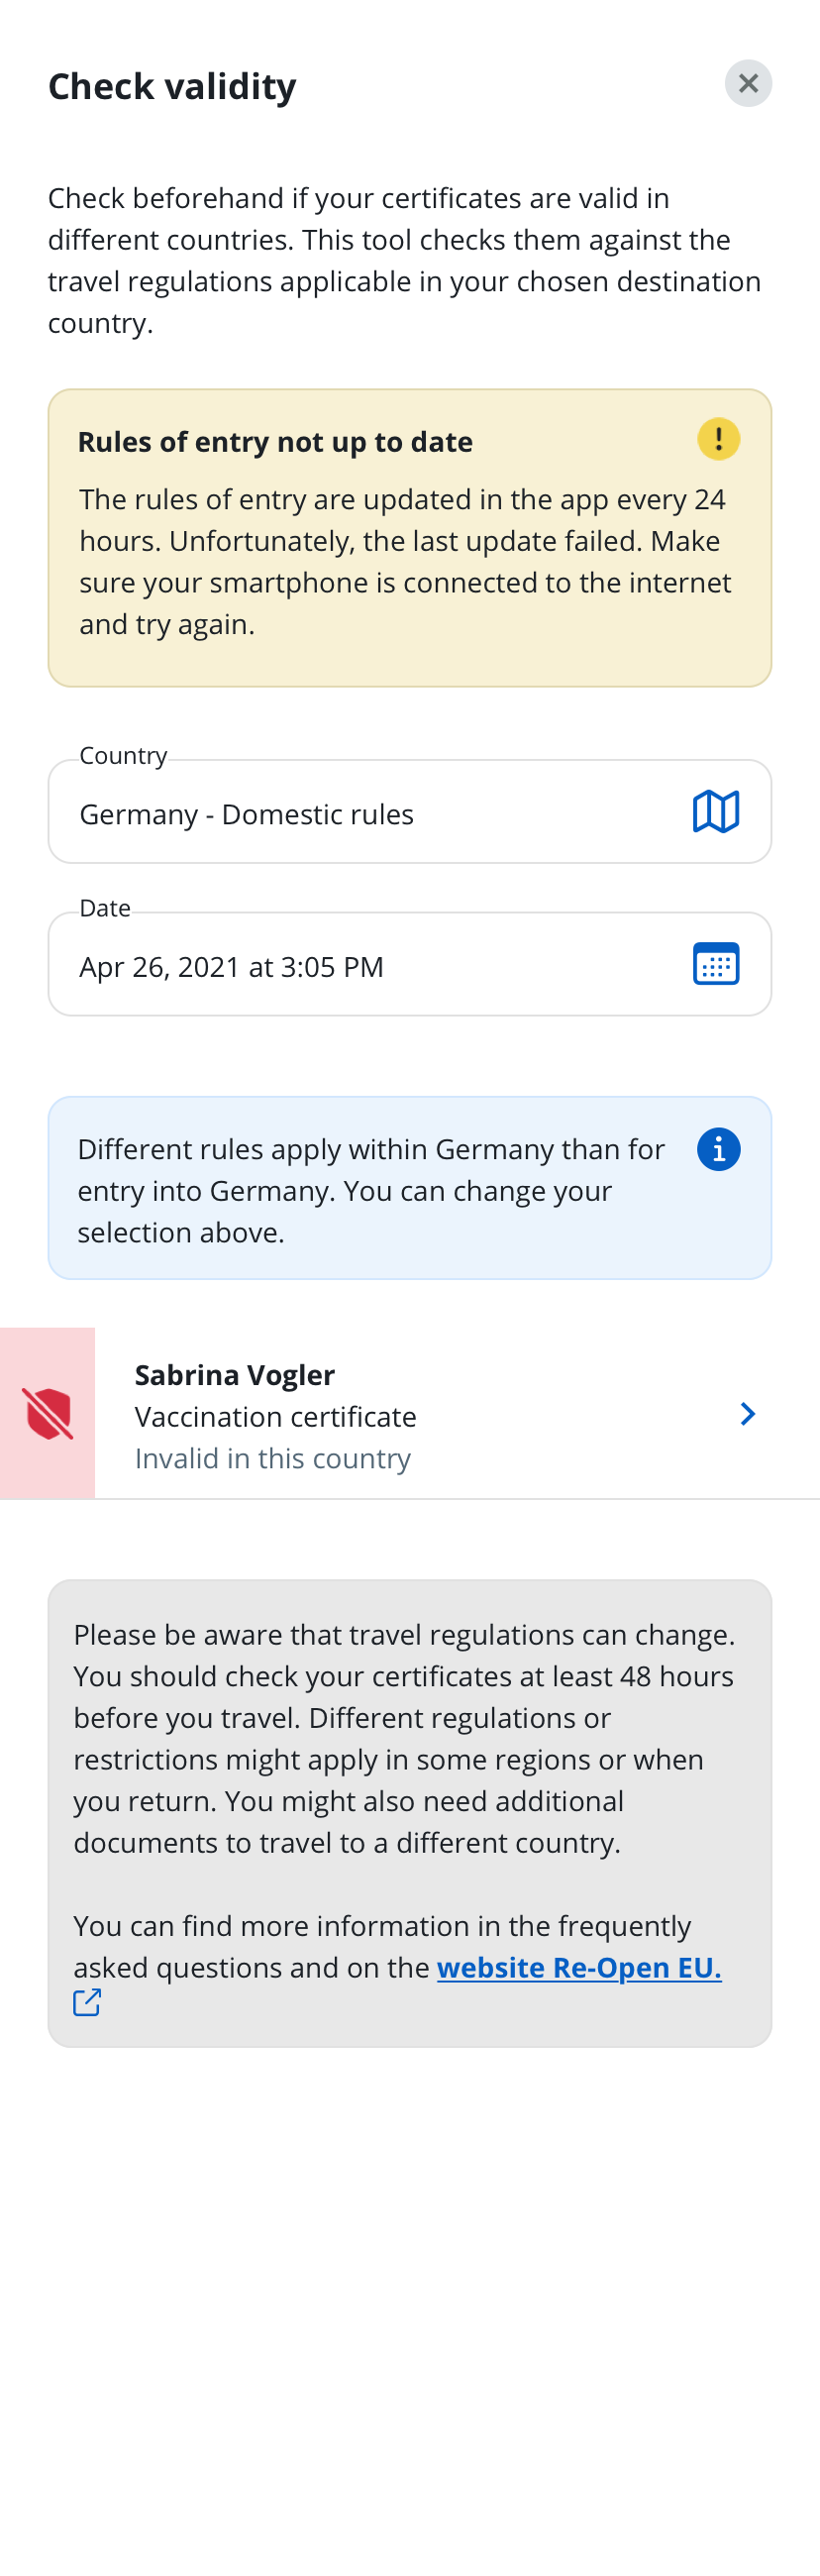 Check validity
Check beforehand if your certificates are valid in
different countries. This tool checks them against the
travel regulations applicable in your chosen destination
country.
Rules of entry not up to date
The rules of entry are updated in the app every 24
hours. Unfortunately, the last update failed. Make
sure your smartphone is connected to the internet
and try again.
Country
Germany - Domestic rules
Date
Apr 26, 2021 at 3:05 PM
Different rules apply within Germany than for
entry into Germany. You can change your
selection above.
Sabrina Vogler
Vaccination certificate
Invalid in this country
Please be aware that travel regulations can change.
You should check your certificates at least 48 hours
before you travel. Different regulations or
restrictions might apply in some regions or when
you return. You might also need additional
documents to travel to a different country.
You can find more information in the frequently
asked questions and on the website Re-Open EU.